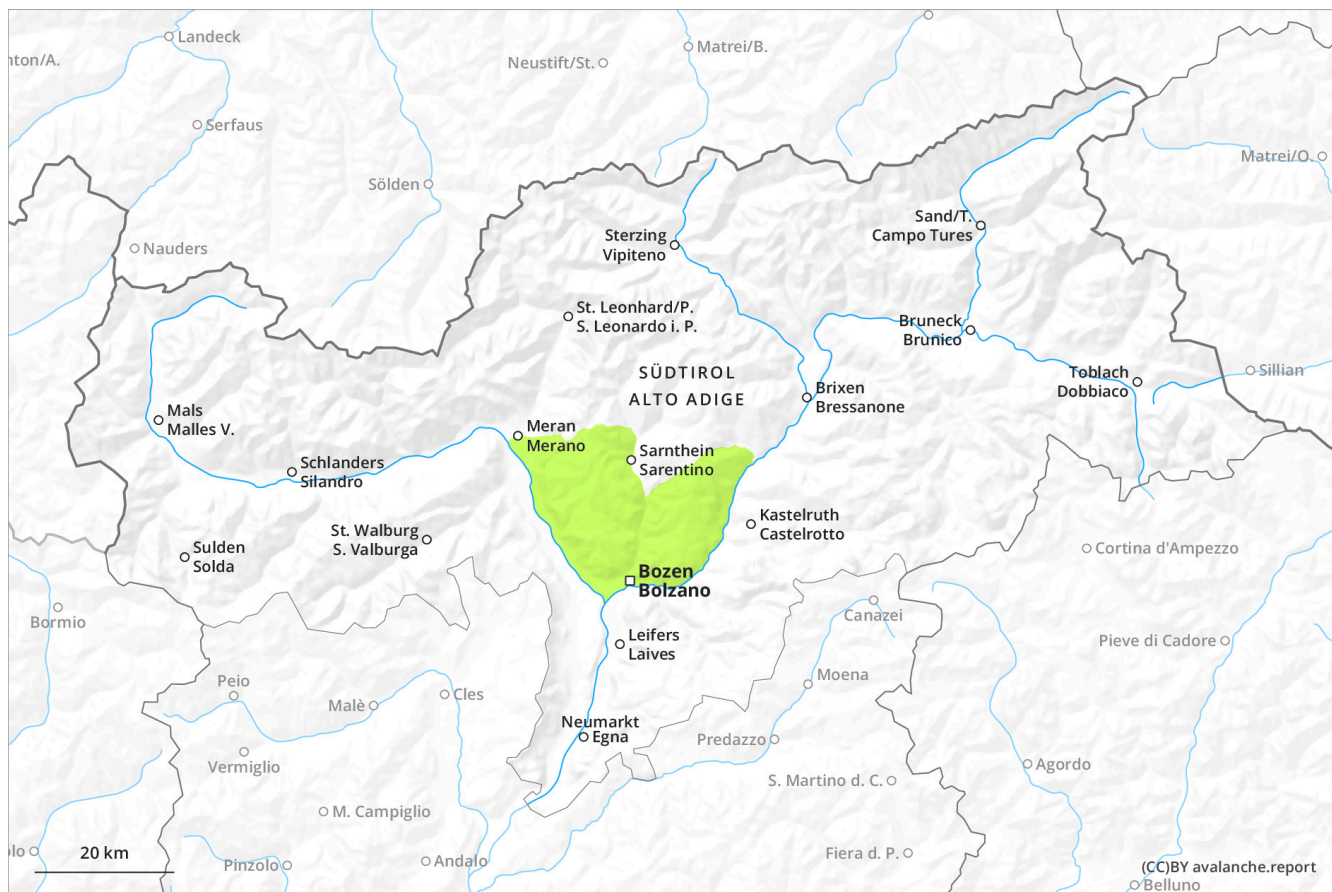 Landeck
Matrei/B.
nton/A.
Neustift/St.
Serfaus
Matrei/O.
Sölden
Sand/T.
Campo Tures
Sterzing
Vipiteno
Nauders
St. Leonhard/P.
S. Leonardo i. P.
Bruneck
Brunico
SÜDTIROL
ALTO ADIGE
Toblach
Dobbiaco
Sillian
Brixen
Bressanone
Mals
Malles V.
Meran
Merano
Sarnthein
Sarentino
Schlanders
Silandro
Kastelruth
Castelrotto
St. Walburg
S. Valburga
Sulden
Solda
Cortina d'Ampezzo
Bozen
Bolzano
Bormio
Canazei
Leifers
Laives
Pieve di Cadore
Peio
Moena
Cles
Malè
Neumarkt
Egna
Predazzo
Vermiglio
Agordo
S. Martino d. C.
M. Campiglio
olo
20 km
Pinzolo
Andalo
Fiera d. P.
(CC)BY avalanche.report
Belluno